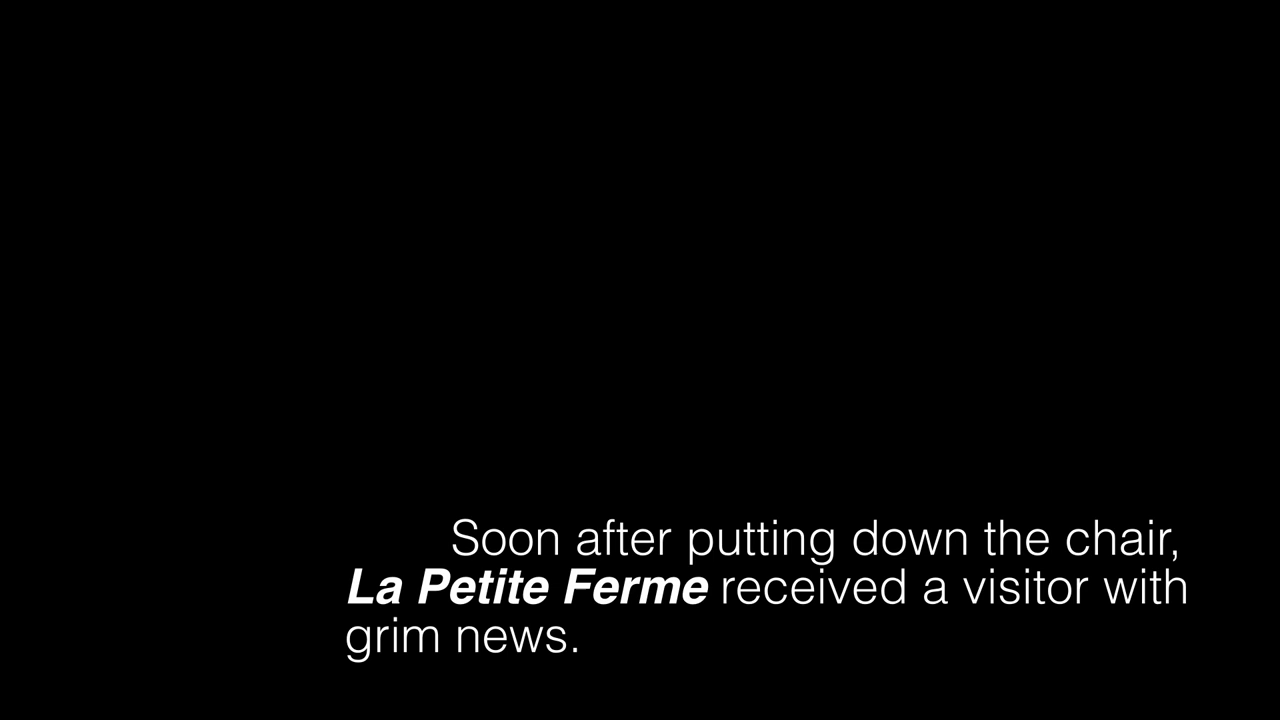 Soon after putting down the chair,
La Petite Ferme received a visitor with
grim news.